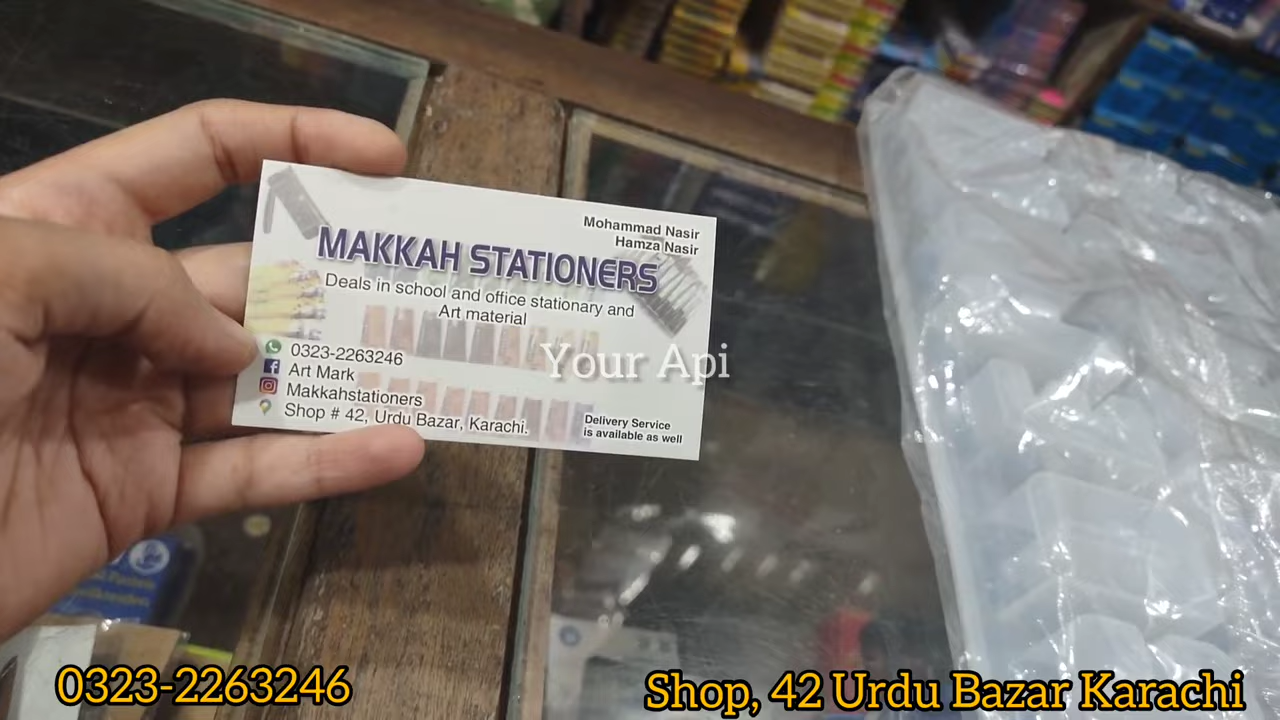 Mohammad Nasir
Hamza Nasir
MAKKAH STATIONERS
Deals in school and office stationary and
Art material
0323-2263246
Art Mark
Makkahstationers
Shop # 42, Urdu Bazar, Karachi.
Delivery Service
is available as well
Your Api
0323-2263246
Shop, 42 Urdu Bazar Karachi